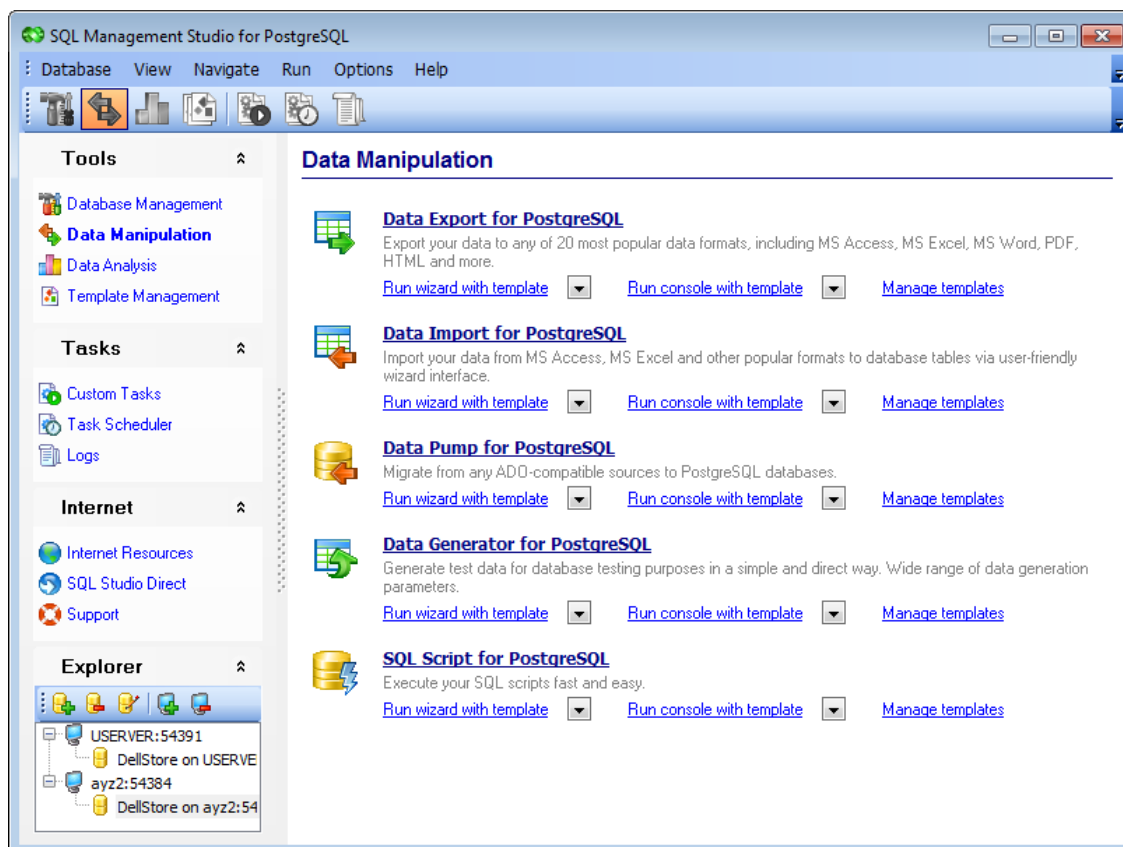 SQL Management Studio for PostgreSQL
Database View Navigate Run Options Help
Tools
Database Management
Data Manipulation
Data Analysis
Template Management
Tasks
Custom Tasks
Task Scheduler
Logs
Internet
Internet Resources
SQL Studio Direct
Support
Explorer
USERVER:54391
DellStore on USERVE
ayz2:54384
DellStore on ayz2:54
Data Manipulation
Data Export for PostgreSQL
Export your data to any of 20 most popular data formats, including MS Access, MS Excel, MS Word, PDF,
HTML and more.
Run wizard with template Run console with template Manage templates
Data Import for PostgreSQL
Import your data from MS Access, MS Excel and other popular formats to database tables via user-friendly
wizard interface.
Run wizard with template Run console with template Manage templates
Data Pump for PostgreSQL
Migrate from any ADO-compatible sources to PostgreSQL databases.
Run wizard with template Run console with template Manage templates
Data Generator for PostgreSQL
Generate test data for database testing purposes in a simple and direct way. Wide range of data generation
parameters.
Run wizard with template Run console with template Manage templates
SQL Script for PostgreSQL
Execute your SQL scripts fast and easy.
Run wizard with template Run console with template Manage templates